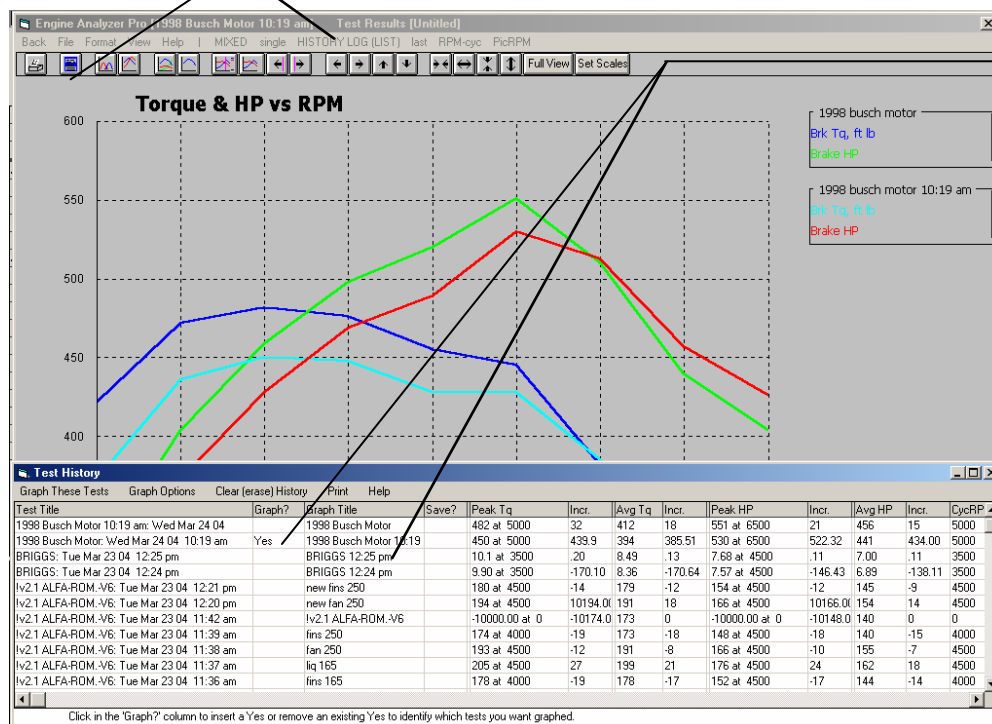 Engine Analyzer Pro [1998 Busch Motor 10:19 am] Test Results [Untitled]
Back File Format View Help | MIXED single HISTORY LOG (LIST) last RPM-cyc PicRPM
Full View Set Scales
Torque & HP vs RPM
600
550
500
450
400
1998 busch motor
Brk Tq, ft lb
Brake HP
1998 busch motor 10:19 am
Brk Tq, ft lb
Brake HP
Test History
Graph These Tests Graph Options Clear (erase) History Print Help
Test Title Graph? Graph Title Save? Peak Tq Incr. Avg Tq Incr. Peak HP Incr. Avg HP Incr. CycRP
1998 Busch Motor 10:19 am: Wed Mar 24 04 1998 Busch Motor 482 at 5000 32 412 18 551 at 6500 21 456 15 5000
1998 Busch Motor: Wed Mar 24 04 10:19 am Yes 1998 Busch Motor 10:19 450 at 5000 439.9 394 385.51 530 at 6500 522.32 441 434.00 5000
BRIGGS: Tue Mar 23 04 12:25 pm BRIGGS 12:25 pm 10.1 at 3500 .20 8.49 .13 7.68 at 4500 .11 7.00 .11 3500
BRIGGS: Tue Mar 23 04 12:24 pm BRIGGS 12:24 pm 9.90 at 3500 -170.10 8.36 -170.64 7.57 at 4500 -146.43 6.89 -138.11 3500
!v2.1 ALFA-ROM.-V6: Tue Mar 23 04 12:21 pm new fins 250 180 at 4500 -14 179 -12 154 at 4500 -12 145 -9 4500
!v2.1 ALFA-ROM.-V6: Tue Mar 23 04 12:20 pm new fan 250 194 at 4500 10194.0( 191 18 166 at 4500 10166.0( 154 14 4500
!v2.1 ALFA-ROM.-V6: Tue Mar 23 04 11:42 am !v2.1 ALFA-ROM.-V6 -10000.00 at 0 -10174.0 173 0 -10000.00 at 0 -10148.0 140 0 0
!v2.1 ALFA-ROM.-V6: Tue Mar 23 04 11:39 am fins 250 174 at 4000 -19 173 -18 148 at 4500 -18 140 -15 4000
!v2.1 ALFA-ROM.-V6: Tue Mar 23 04 11:38 am fan 250 193 at 4500 -12 191 -8 166 at 4500 -10 155 -7 4500
!v2.1 ALFA-ROM.-V6: Tue Mar 23 04 11:37 am liq 165 205 at 4500 27 199 21 176 at 4500 24 162 18 4500
!v2.1 ALFA-ROM.-V6: Tue Mar 23 04 11:36 am fins 165 178 at 4000 -19 178 -17 152 at 4500 -17 144 -14 4000
Click in the 'Graph?' column to insert a Yes or remove an existing Yes to identify which tests you want graphed.